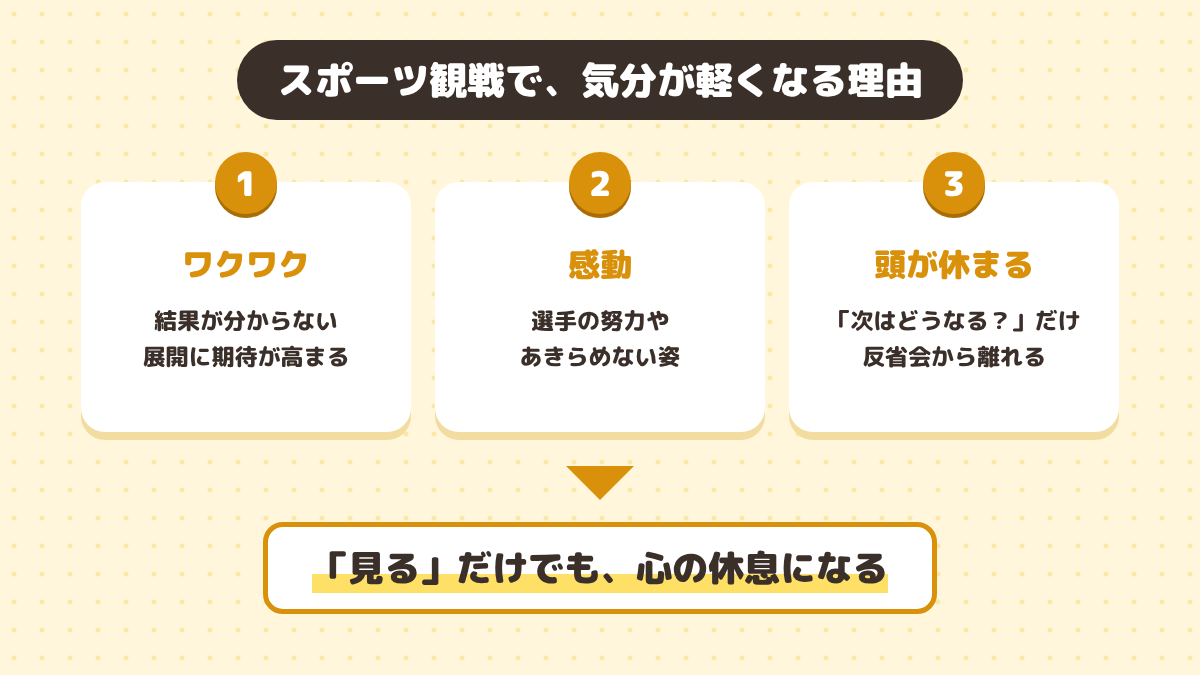 スポーツ観戦で、気分が軽くなる理由
1
ワクワク
結果が分からない
展開に期待が高まる
2
感動
選手の努力や
あきらめない姿
3
頭が休まる
「次はどうなる？」だけ
反省会から離れる
「見る」だけでも、心の休息になる